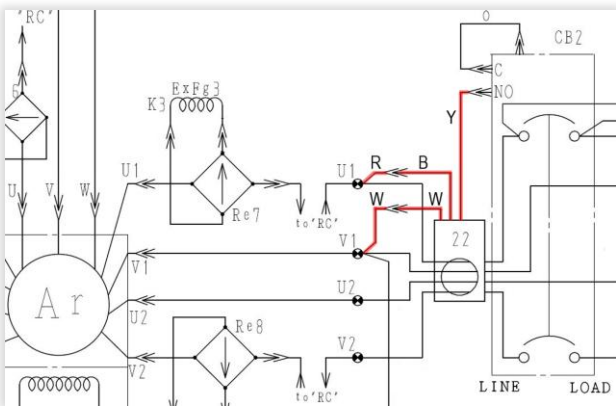 "RC"
O
CB2
C
NO
ExFg3
K3
Y
U1
U1
R
B
U
V
W
Re7
to"RC"
W
W
22
V1
V1
Ar
U2
U2
Re8
V2
V2
to"RC"
LINE
LOAD